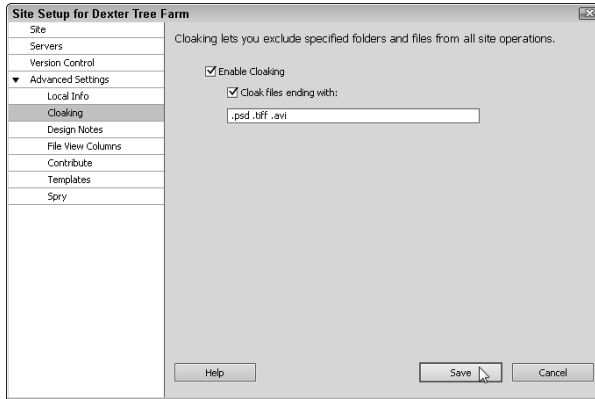 Site Setup for Dexter Tree Farm
Site
Servers
Version Control
Advanced Settings
Local Info
Cloaking
Design Notes
File View Columns
Contribute
Templates
Spry
Cloaking lets you exclude specified folders and files from all site operations.
Enable Cloaking
Cloak files ending with:
.psd .tiff .avi
Help
Save
Cancel